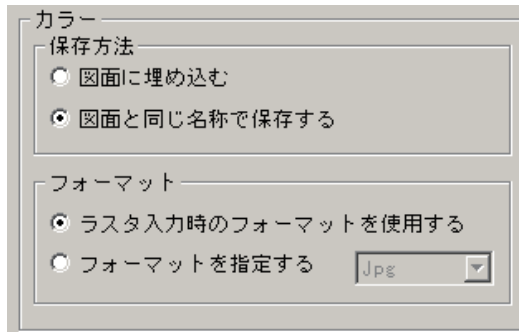 カラー
保存方法
図面に埋め込む
図面と同じ名称で保存する
フォーマット
ラスタ入力時のフォーマットを使用する
フォーマットを指定する Jpg